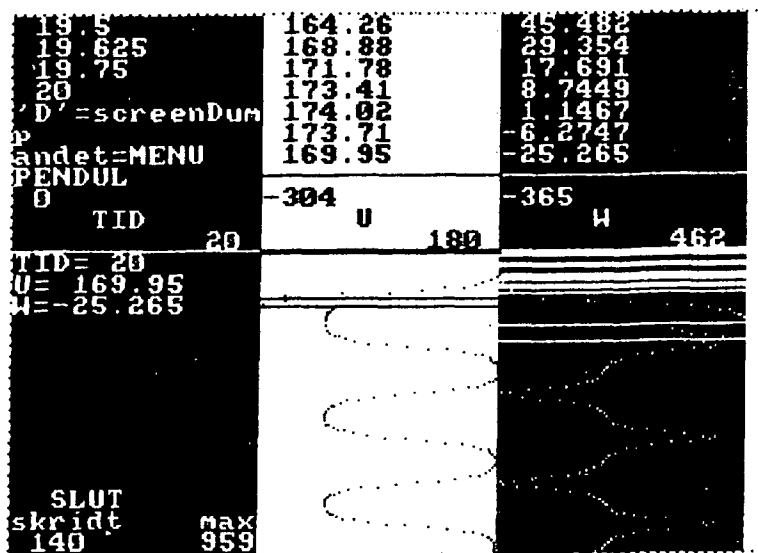 19.5
19.625
19.75
20
'D'=screenDum
p
andet=MENU
PENDUL
0
TID
20
164.26
168.88
171.78
173.41
174.02
173.71
169.95
-304
U
180
45.482
29.354
17.691
8.7449
1.1467
-6.2747
-25.265
-365
W
462
TID= 20
U= 169.95
W=-25.265
SLUT
skridt max
140 959